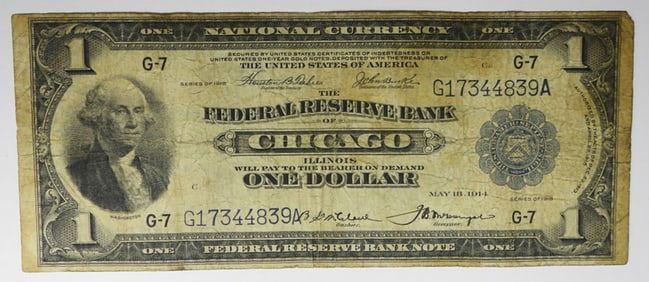 NATIONAL CURRENCY
ONE
ONE
1
1
SECURED BY UNITED STATES CERTIFICATES OF INDEBTEDNESS OR
UNITED STATES ONE-YEAR GOLD NOTES, DEPOSITED WITH THE TREASURER OF
THE UNITED STATES OF AMERICA
G-7
G-7
SERIES OF 1918
G17344839A
THE
FEDERAL RESERVE BANK
OF
CHICAGO
ILLINOIS
WILL PAY TO THE BEARER ON DEMAND
ONE DOLLAR
C
MAY 18, 1914
SERIES OF 1918
WASHINGTON
G-7
G17344839A
G-7
Governor.
1
1
ONE
FEDERAL RESERVE BANK NOTE
ONE